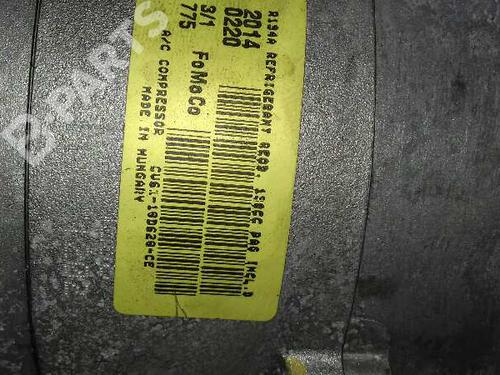 R134A REFRIGERANT REQD. 130CC PAG INCL.D
2014
0220
3/1
775
FoMoCo
A/C COMPRESSOR
CV61-19D629-CE
MADE IN HUNGARY
B-PARTS